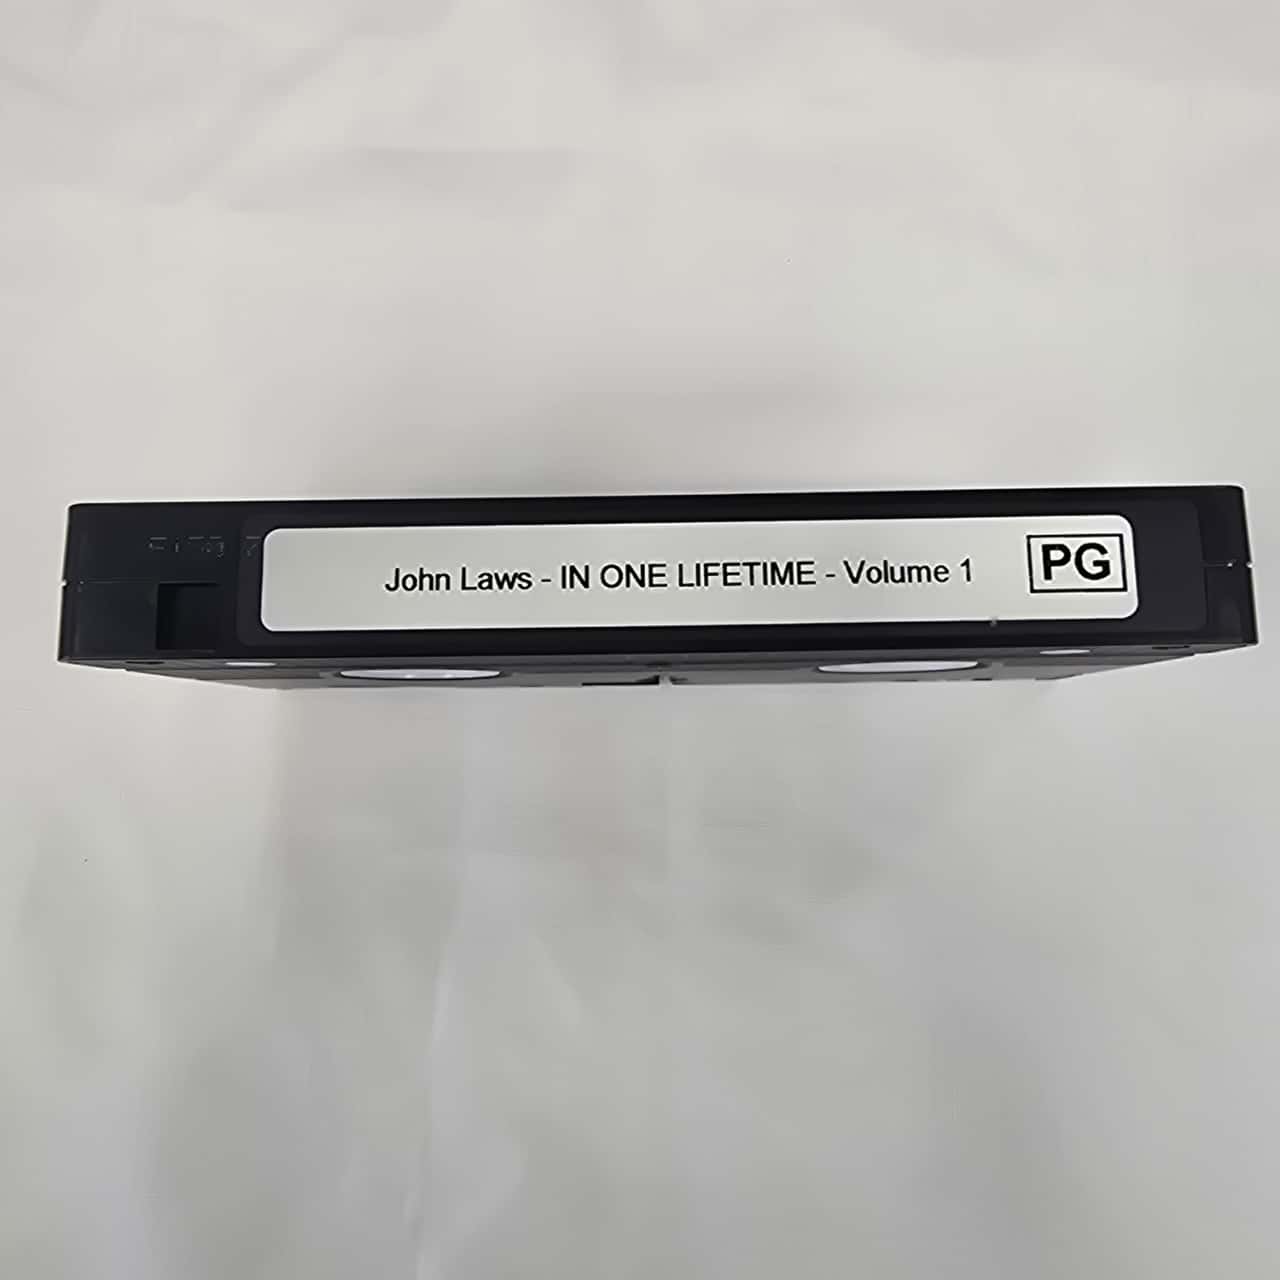 John Laws - IN ONE LIFETIME - Volume 1 PG